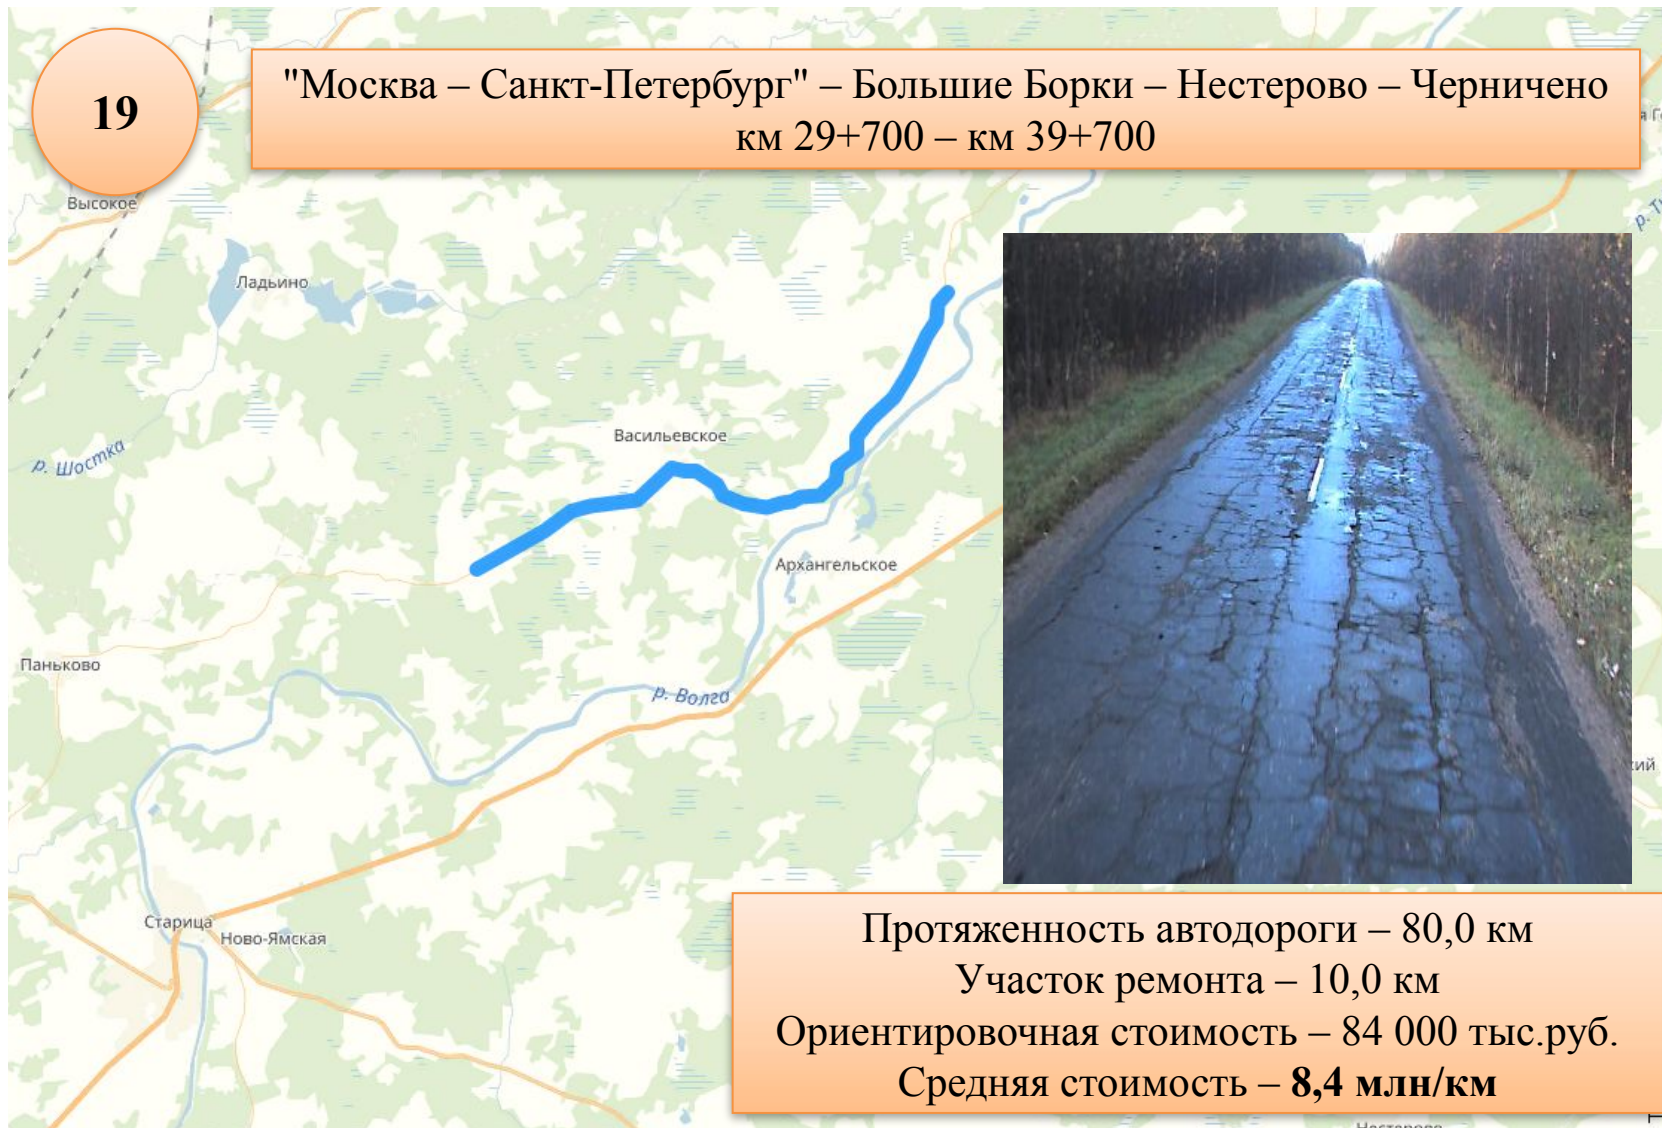 19
"Москва – Санкт-Петербург" – Большие Борки – Нестерово – Черничено
км 29+700 – км 39+700
Высокое
Ладьино
р. Шостка
Васильевское
Архангельское
Паньково
р. Волга
Старица
Ново-Ямская
Протяженность автодороги – 80,0 км
Участок ремонта – 10,0 км
Ориентировочная стоимость – 84 000 тыс.руб.
Средняя стоимость – 8,4 млн/км